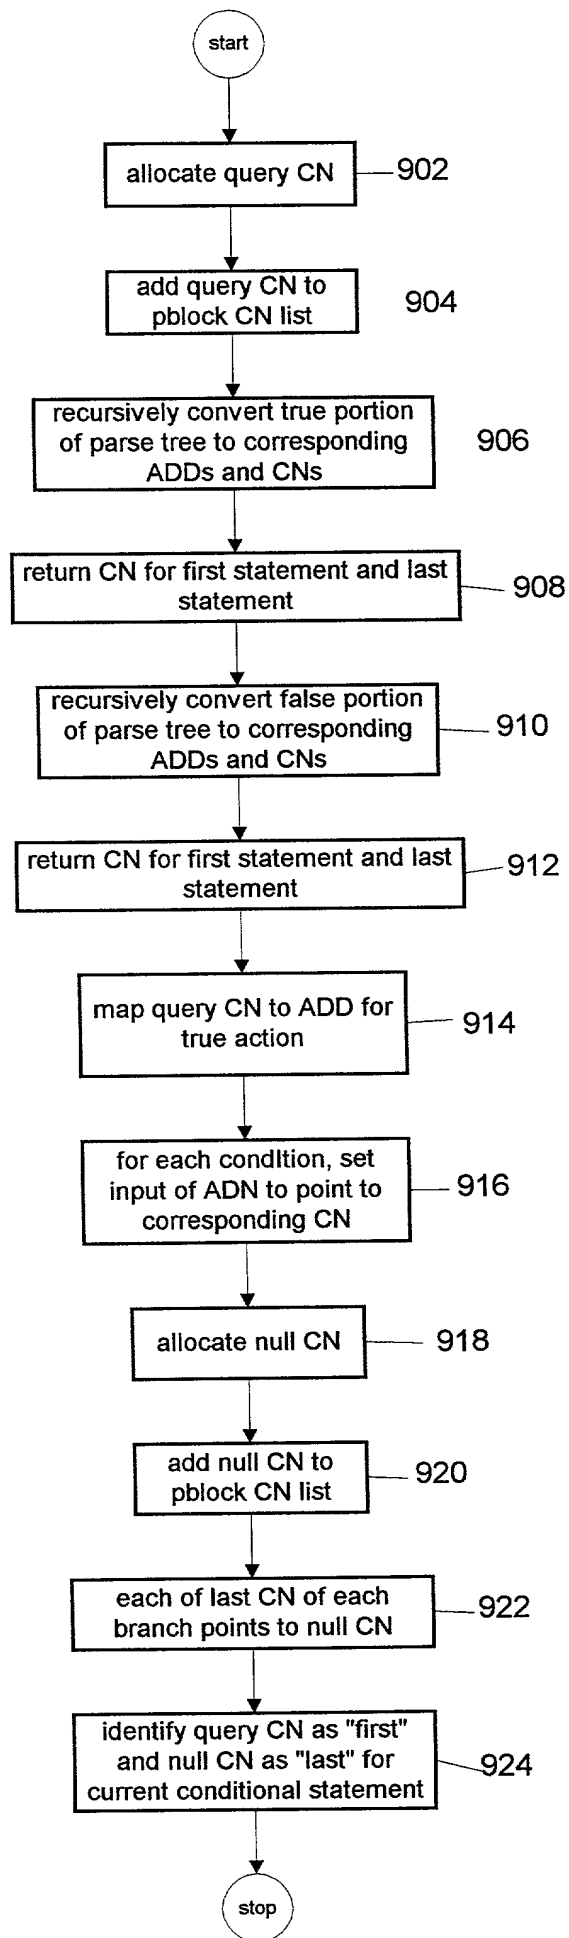 start
allocate query CN
902
add query CN to
pblock CN list
904
recursively convert true portion
of parse tree to corresponding
ADDs and CNs
906
return CN for first statement and last
statement
908
recursively convert false portion
of parse tree to corresponding
ADDs and CNs
910
return CN for first statement and last
statement
912
map query CN to ADD for
true action
914
for each condition, set
input of ADN to point to
corresponding CN
916
allocate null CN
918
add null CN to
pblock CN list
920
each of last CN of each
branch points to null CN
922
identify query CN as "first"
and null CN as "last" for
current conditional statement
924
stop